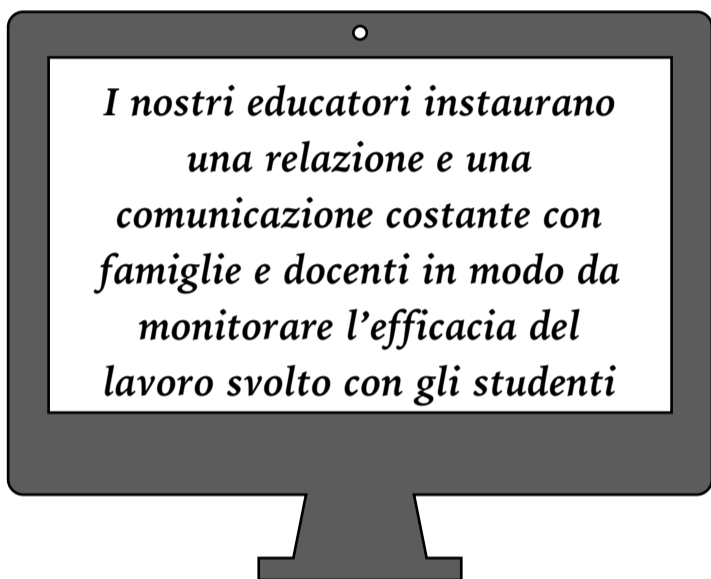 I nostri educatori instaurano
una relazione e una
comunicazione costante con
famiglie e docenti in modo da
monitorare l’efficacia del
lavoro svolto con gli studenti